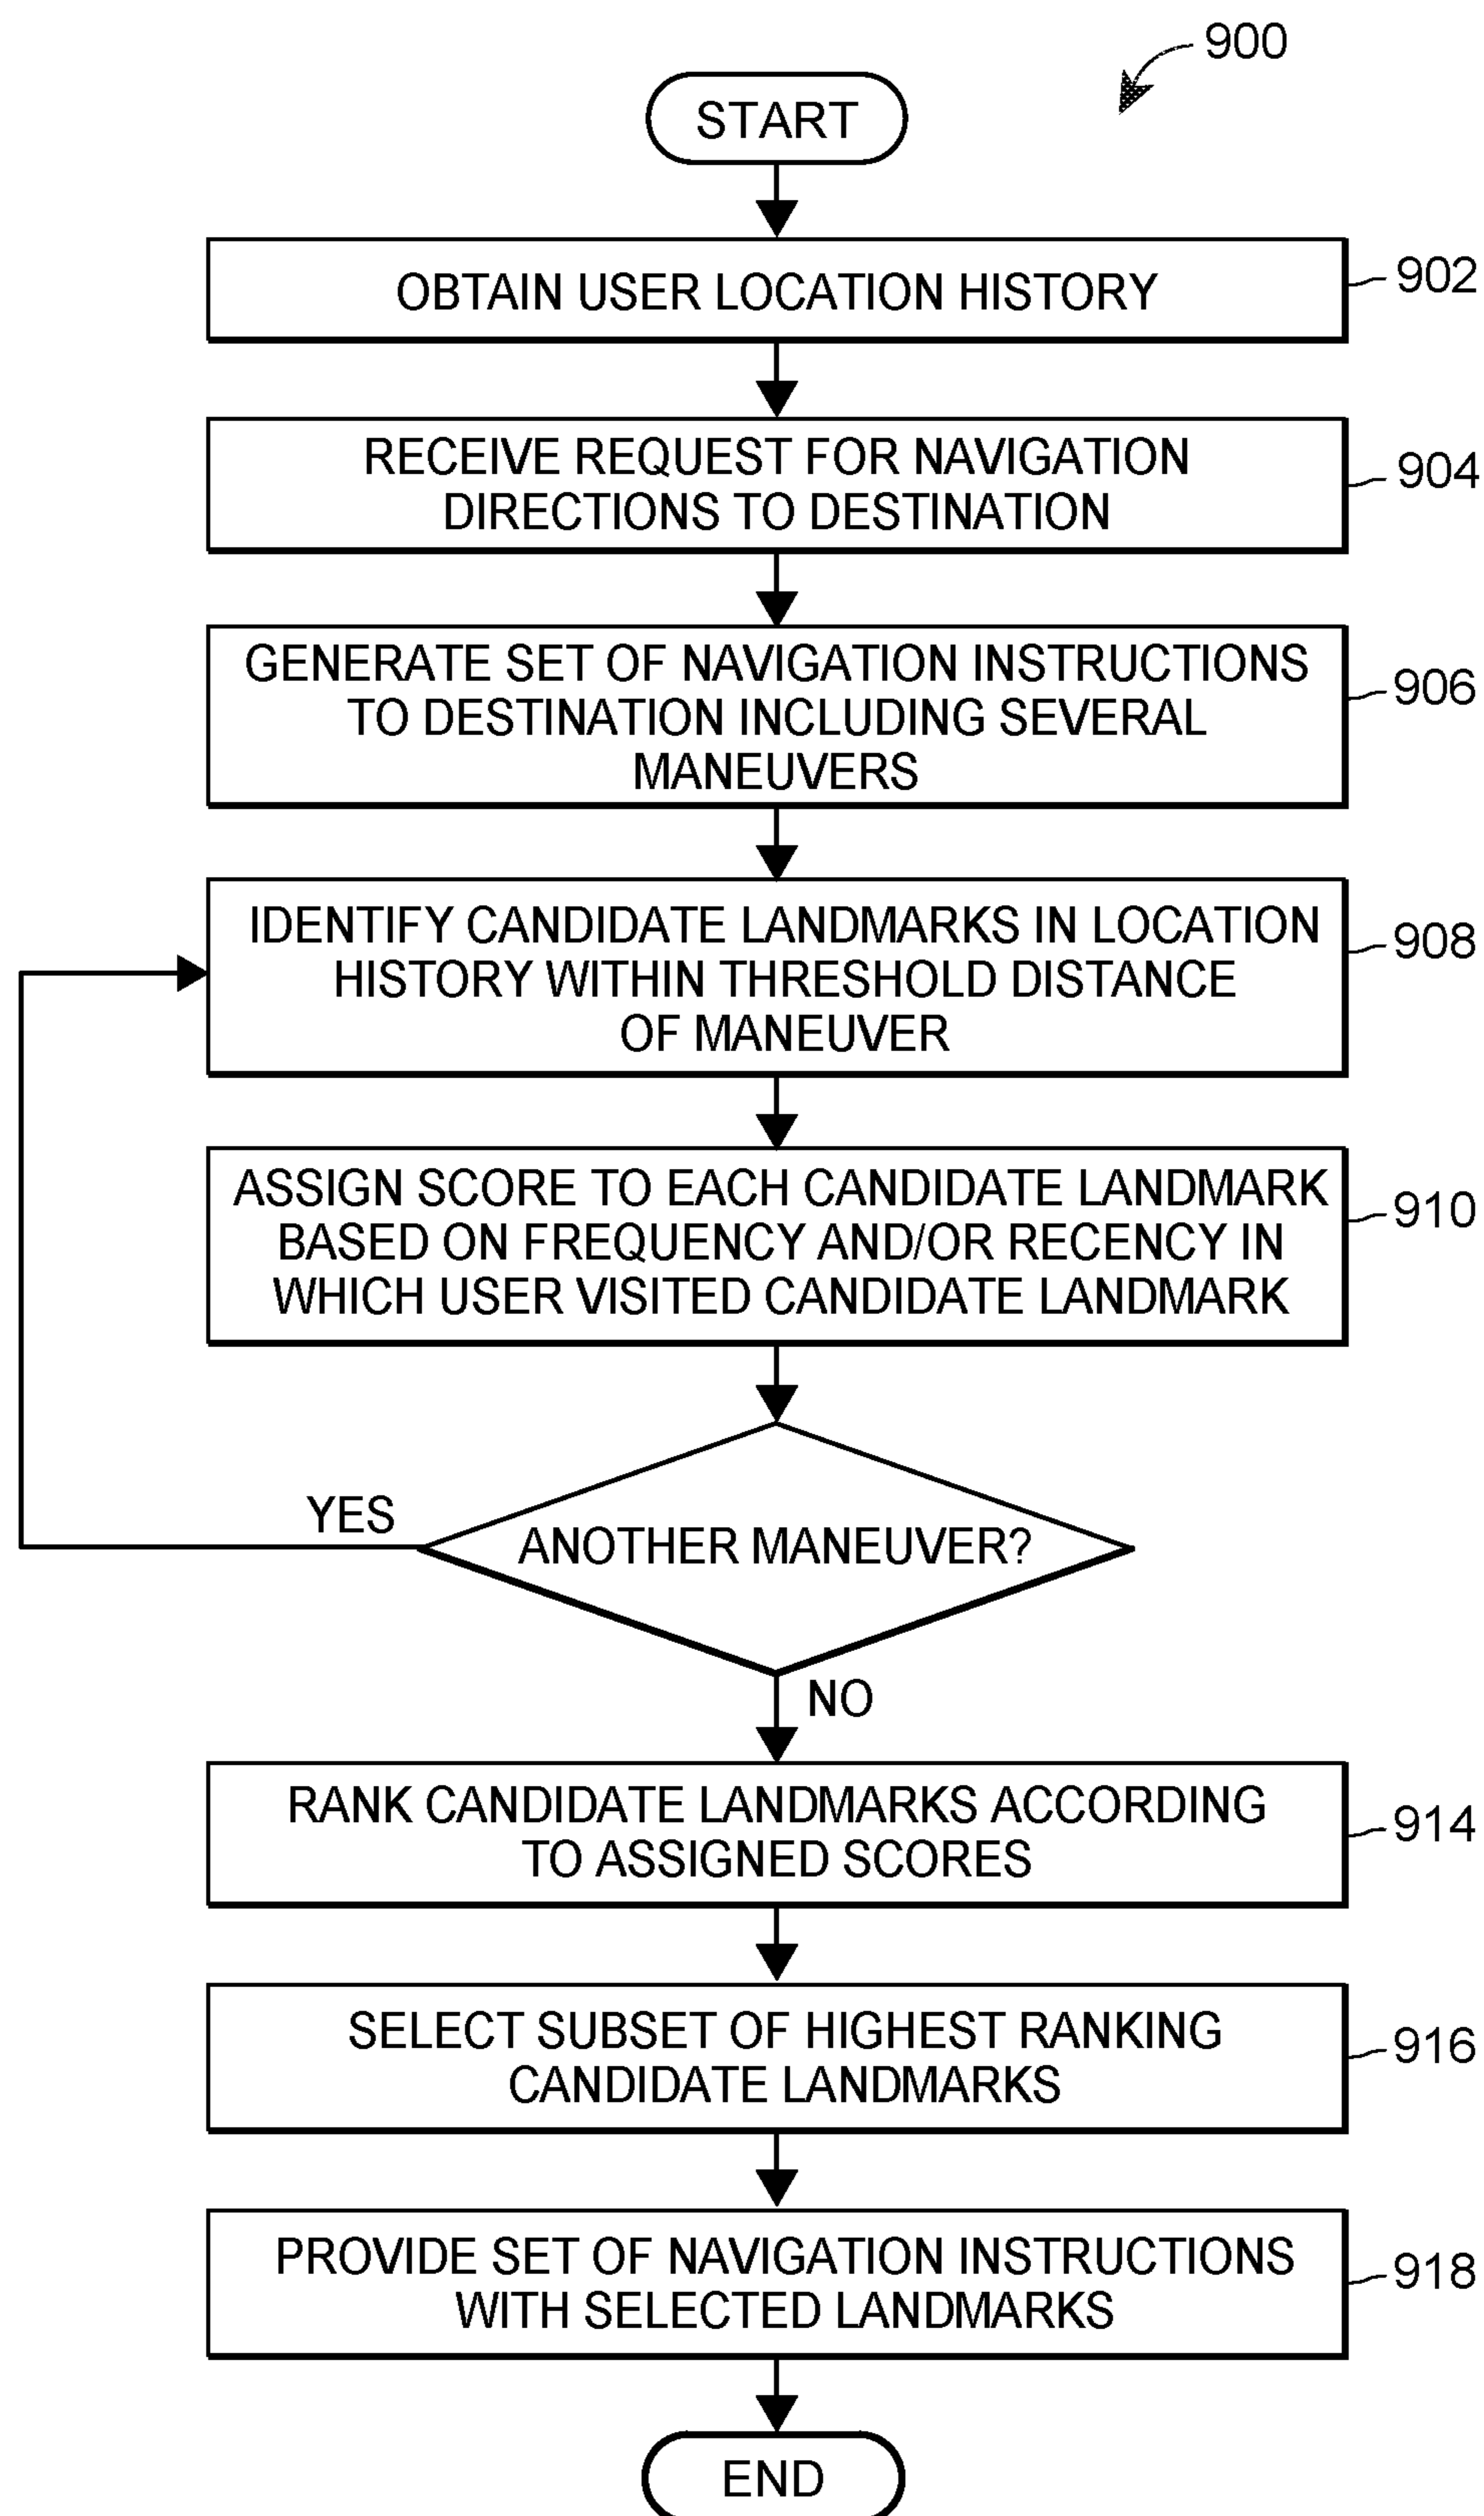 900
START
OBTAIN USER LOCATION HISTORY
902
RECEIVE REQUEST FOR NAVIGATION
DIRECTIONS TO DESTINATION
904
GENERATE SET OF NAVIGATION INSTRUCTIONS
TO DESTINATION INCLUDING SEVERAL
MANEUVERS
906
IDENTIFY CANDIDATE LANDMARKS IN LOCATION
HISTORY WITHIN THRESHOLD DISTANCE
OF MANEUVER
908
ASSIGN SCORE TO EACH CANDIDATE LANDMARK
BASED ON FREQUENCY AND/OR RECENCY IN
WHICH USER VISITED CANDIDATE LANDMARK
910
YES
ANOTHER MANEUVER?
NO
RANK CANDIDATE LANDMARKS ACCORDING
TO ASSIGNED SCORES
914
SELECT SUBSET OF HIGHEST RANKING
CANDIDATE LANDMARKS
916
PROVIDE SET OF NAVIGATION INSTRUCTIONS
WITH SELECTED LANDMARKS
918
END